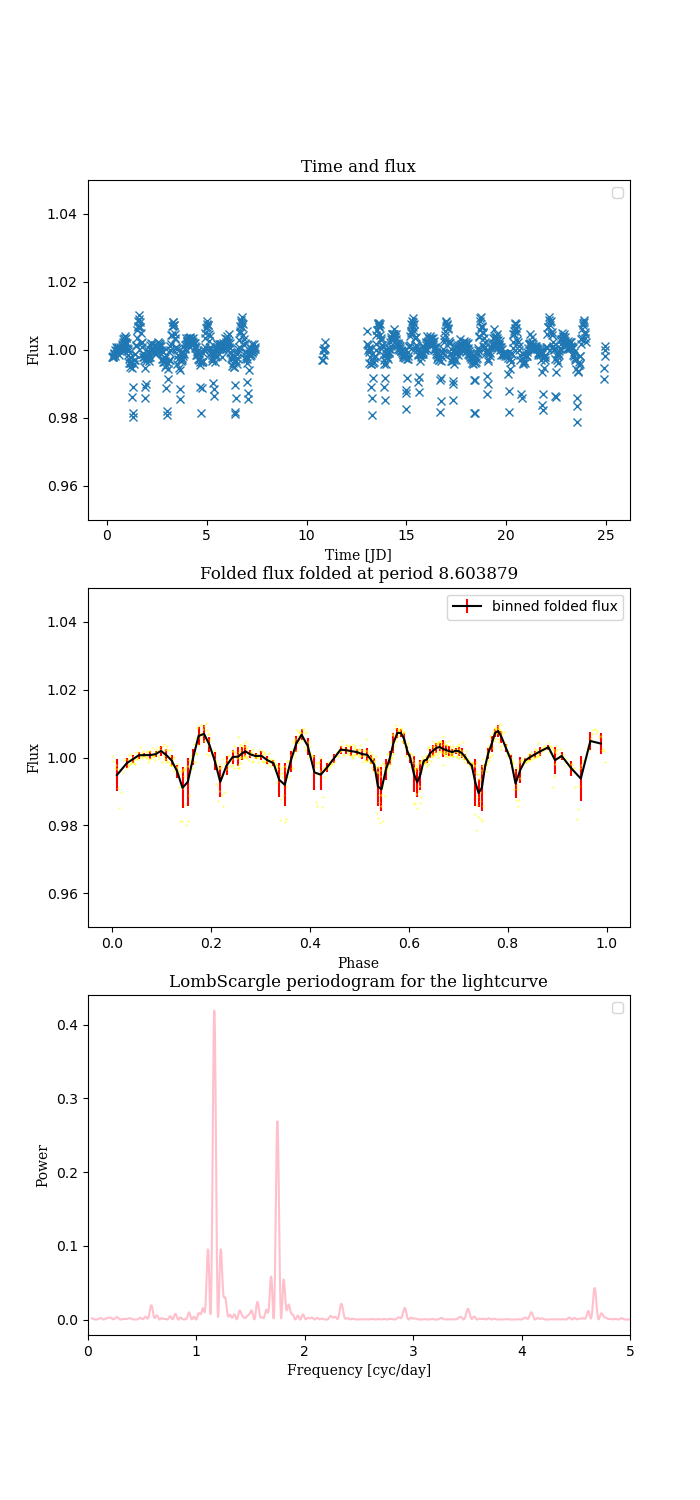 Time and flux
1.04
1.02
1.00
0.98
0.96
Flux
0 5 10 15 20 25
Time [JD]
Folded flux folded at period 8.603879
binned folded flux
1.04
1.02
1.00
0.98
0.96
Flux
0.0 0.2 0.4 0.6 0.8 1.0
Phase
LombScargle periodogram for the lightcurve
0.4
0.3
0.2
0.1
0.0
Power
0 1 2 3 4 5
Frequency [cyc/day]